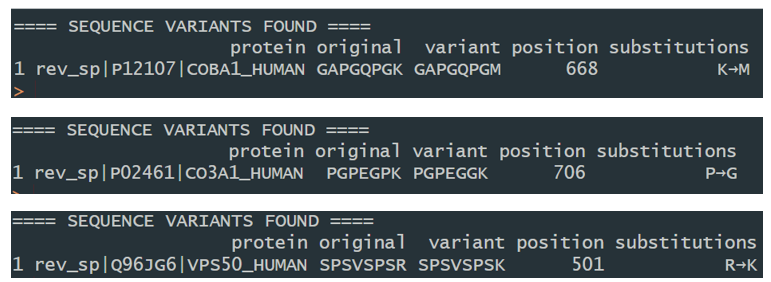 ==== SEQUENCE VARIANTS FOUND ====
protein original variant position substitutions
1 rev_sp|P12107|COBA1_HUMAN GAPGQPGK GAPGQPGM 668 K→M
>
==== SEQUENCE VARIANTS FOUND ====
protein original variant position substitutions
1 rev_sp|P02461|CO3A1_HUMAN PGPEGPK PGPEGGK 706 P→G
==== SEQUENCE VARIANTS FOUND ====
protein original variant position substitutions
1 rev_sp|Q96JG6|VPS50_HUMAN SPSVSPSR SPSVSPSK 501 R→K